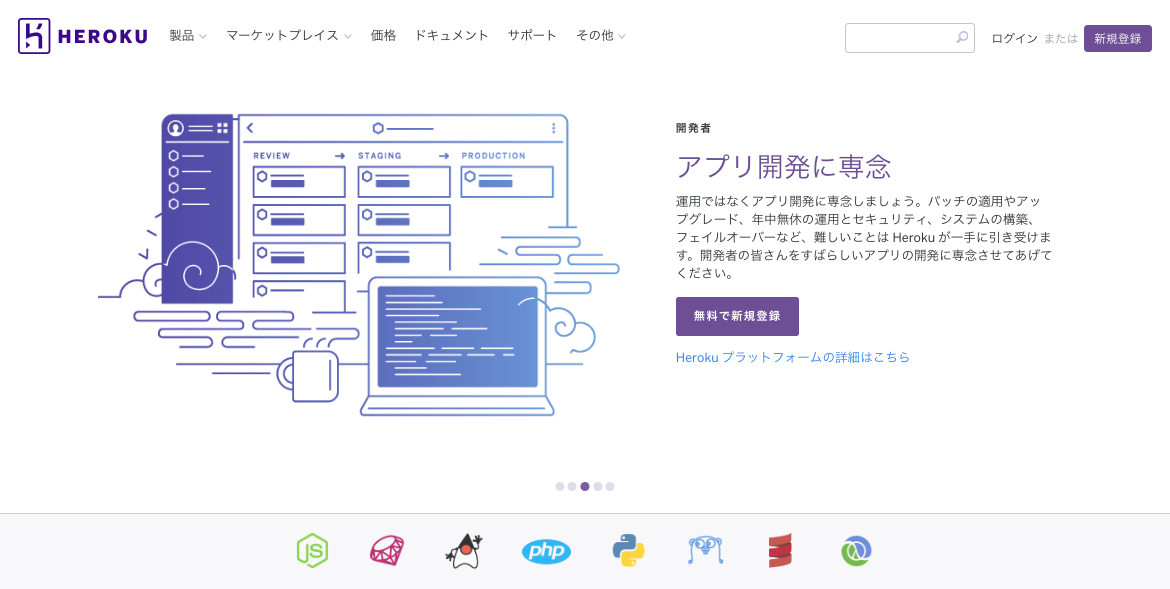 HEROKU
製品
マーケットプレイス
価格
ドキュメント
サポート
その他
ログイン または 新規登録
REVIEW
STAGING
PRODUCTION
開発者
アプリ開発に専念
運用ではなくアプリ開発に専念しましょう。パッチの適用やアッ
プグレード、年中無休の運用とセキュリティ、システムの構築、
フェイルオーバーなど、難しいことは Heroku が一手に引き受けま
す。開発者の皆さんをすばらしいアプリの開発に専念させてあげて
ください。
無料で新規登録
Heroku プラットフォームの詳細はこちら
JS
php